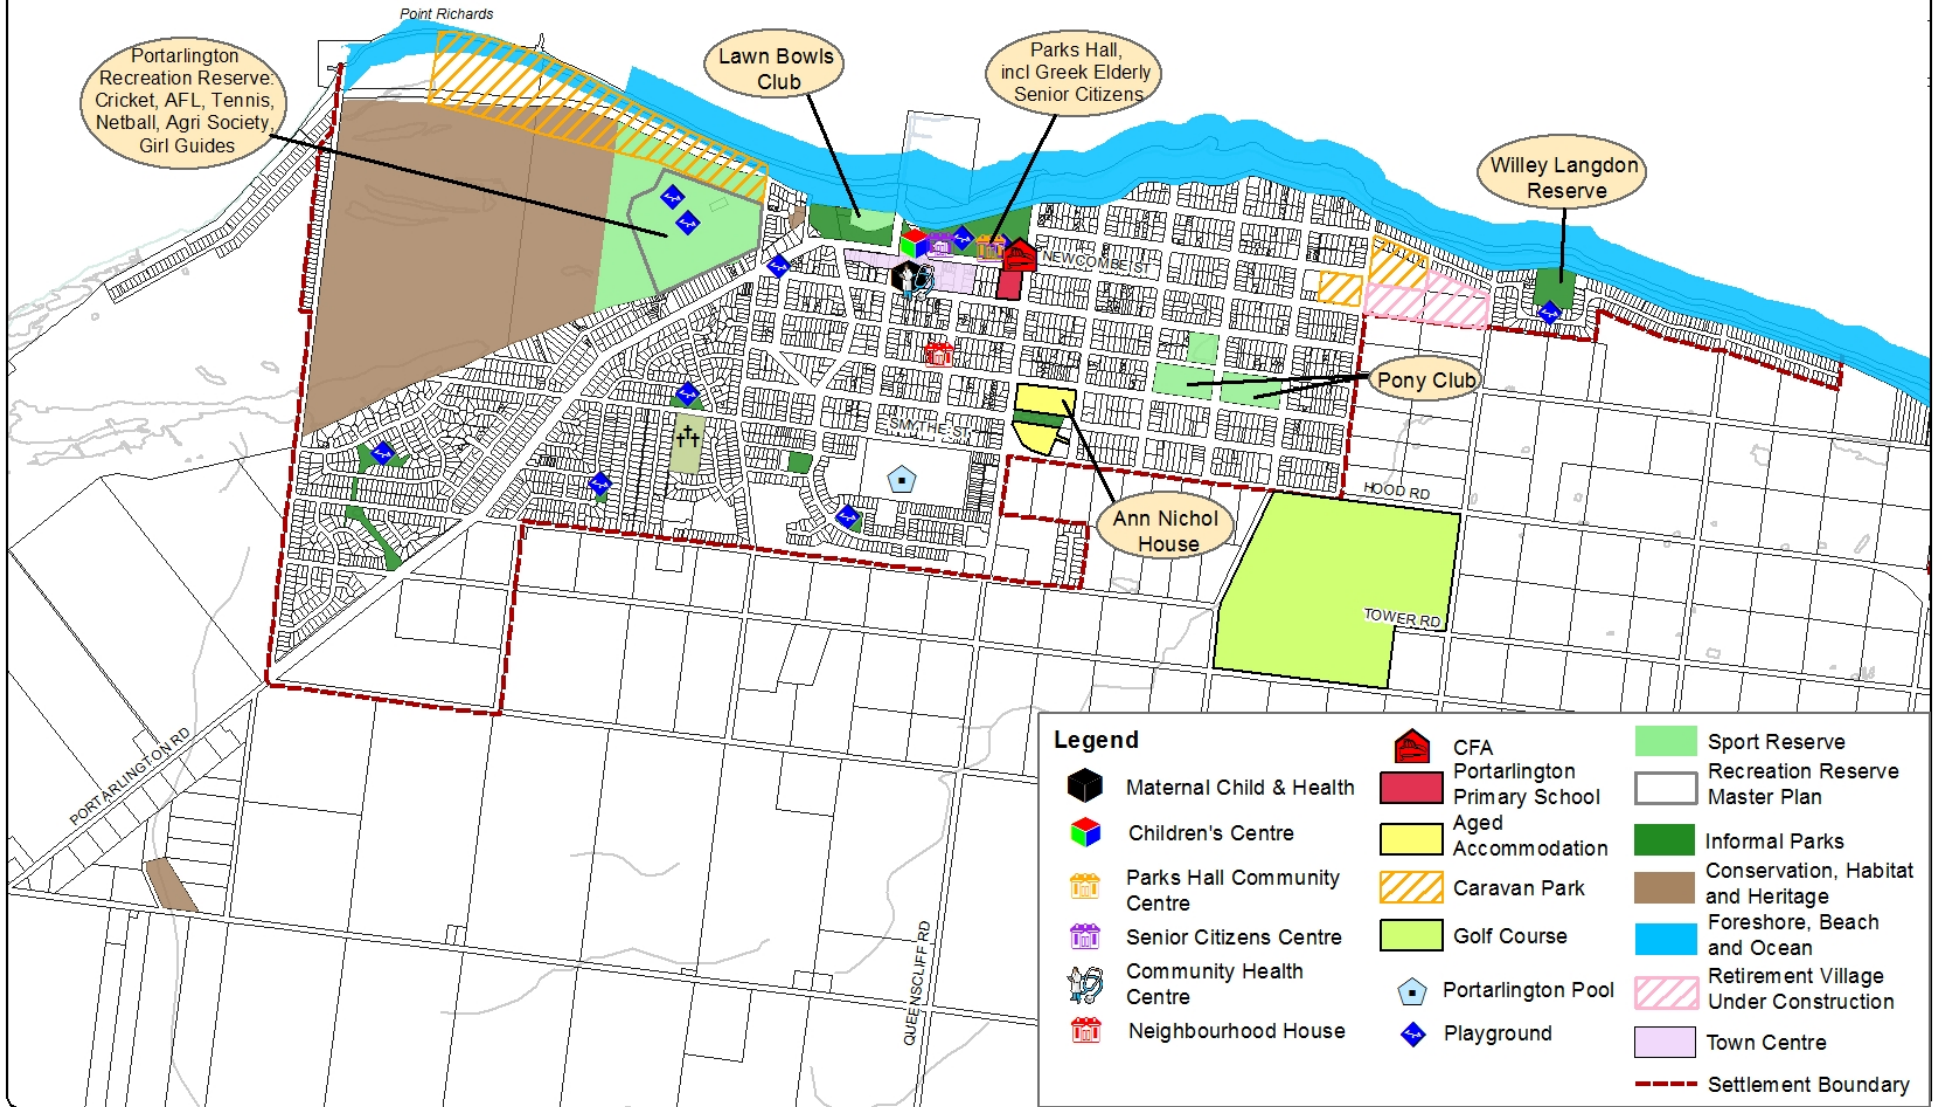 Point Richards
Portarlington
Recreation Reserve:
Cricket, AFL, Tennis,
Netball, Agri Society,
Girl Guides
Lawn Bowls
Club
Parks Hall,
incl Greek Elderly
Senior Citizens
Willey Langdon
Reserve
NEWCOMBE ST
Pony Club
SMYTHE ST
HOOD RD
Ann Nichol
House
TOWER RD
PORTARLINGTON RD
QUEENSCLIFF RD
Legend
Maternal Child & Health
Children's Centre
Parks Hall Community
Centre
Senior Citizens Centre
Community Health
Centre
Neighbourhood House
CFA
Portarlington
Primary School
Aged
Accommodation
Caravan Park
Golf Course
Portarlington Pool
Playground
Sport Reserve
Recreation Reserve
Master Plan
Informal Parks
Conservation, Habitat
and Heritage
Foreshore, Beach
and Ocean
Retirement Village
Under Construction
Town Centre
Settlement Boundary